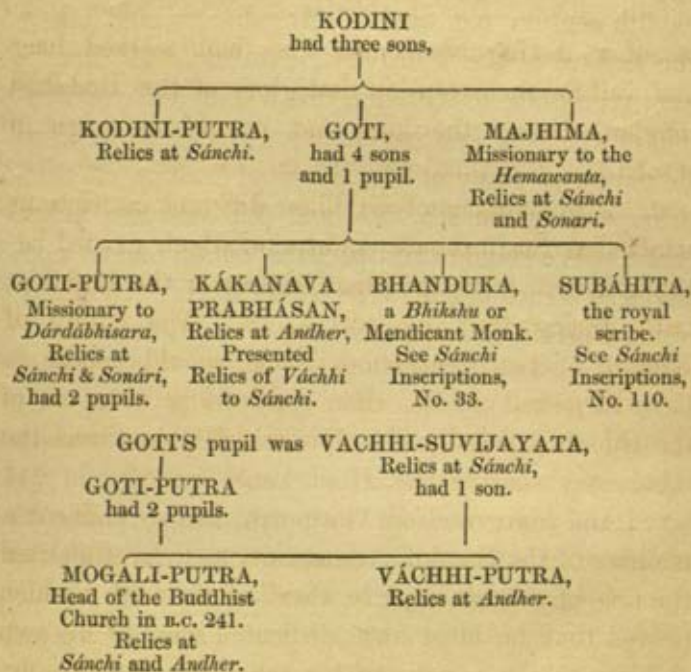 KODINI
had three sons,
KODINI-PUTRA, GOTI, MAJHIMA,
Relics at Sánchi. had 4 sons Missionary to the
and 1 pupil. Hemawanta,
Relics at Sánchi
and Sonari.
GOTI-PUTRA, KÁKANAVA BHANDUKA, SUBÁHITA,
Missionary to PRABHÁSAN, a Bhikshu or the royal
Dárdábhisara, Relics at Andher, Mendicant Monk. scribe.
Relics at Presented See Sánchi See Sánchi
Sánchi & Sonári, Relics of Váchhi Inscriptions, Inscriptions,
had 2 pupils. to Sánchi. No. 33. No. 110.
GOTI'S pupil was VACHHI-SUVIJAYATA,
Relics at Sánchi,
GOTI-PUTRA had 1 son.
had 2 pupils.
MOGALI-PUTRA, VÁCHHI-PUTRA,
Head of the Buddhist Relics at Andher.
Church in B.C. 241.
Relics at
Sánchi and Andher.